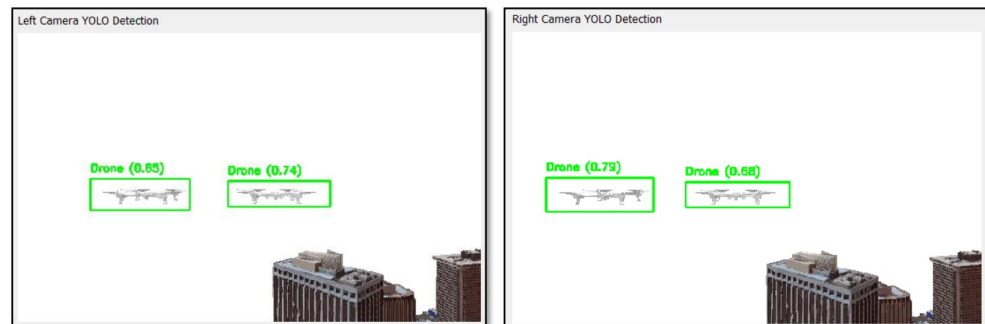 Left Camera YOLO Detection
Drone (0.65)
Drone (0.74)
Right Camera YOLO Detection
Drone (0.79)
Drone (0.68)